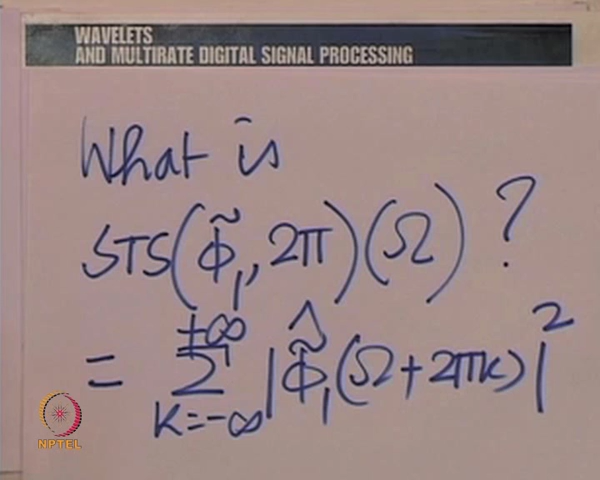 WAVELETS
AND MULTIRATE DIGITAL SIGNAL PROCESSING
What is
STS(φ̃₁, 2π)(Ω) ?
= Σ_{K=-∞}^{+∞} |φ̃̂₁(Ω+2πK)|²
NPTEL